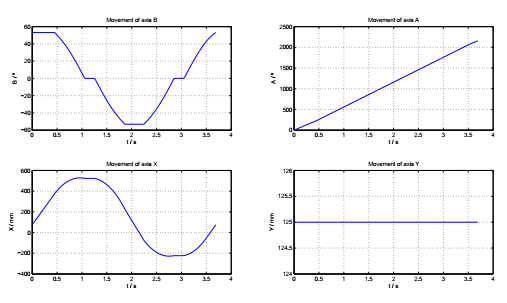 Movement of axis B
60
40
20
0
−20
−40
−60
B / °
0 0.5 1 1.5 2 2.5 3 3.5 4
t / s
Movement of axis A
2500
2000
1500
1000
500
0
A / °
0 0.5 1 1.5 2 2.5 3 3.5 4
t / s
Movement of axis X
600
400
200
0
−200
−400
X / mm
0 0.5 1 1.5 2 2.5 3 3.5 4
t / s
Movement of axis Y
126
125.5
125
124.5
124
Y / mm
0 0.5 1 1.5 2 2.5 3 3.5 4
t / s